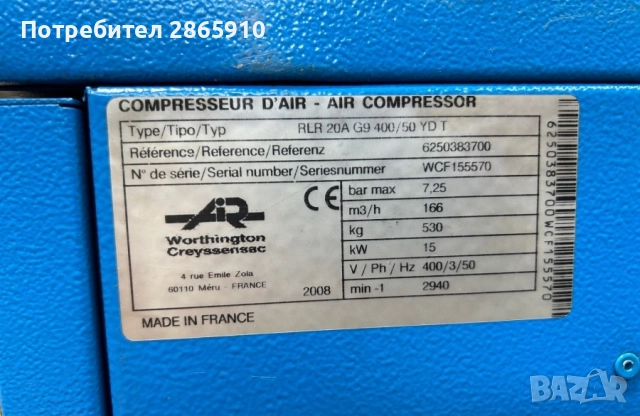 Потребител 2865910
COMPRESSEUR D'AIR - AIR COMPRESSOR
Type/Tipo/Typ RLR 20A G9 400/50 YD T
Référence/Reference/Referenz 6250383700
N° de série/Serial number/Seriesnummer WCF155570
AiR
Worthington
Creyssensac
4 rue Emile Zola
60110 Méru - FRANCE
CE
2008
bar max 7,25
m3/h 166
kg 530
kW 15
V / Ph / Hz 400/3/50
min -1 2940
MADE IN FRANCE
6250383700WCF155570
BAZAR